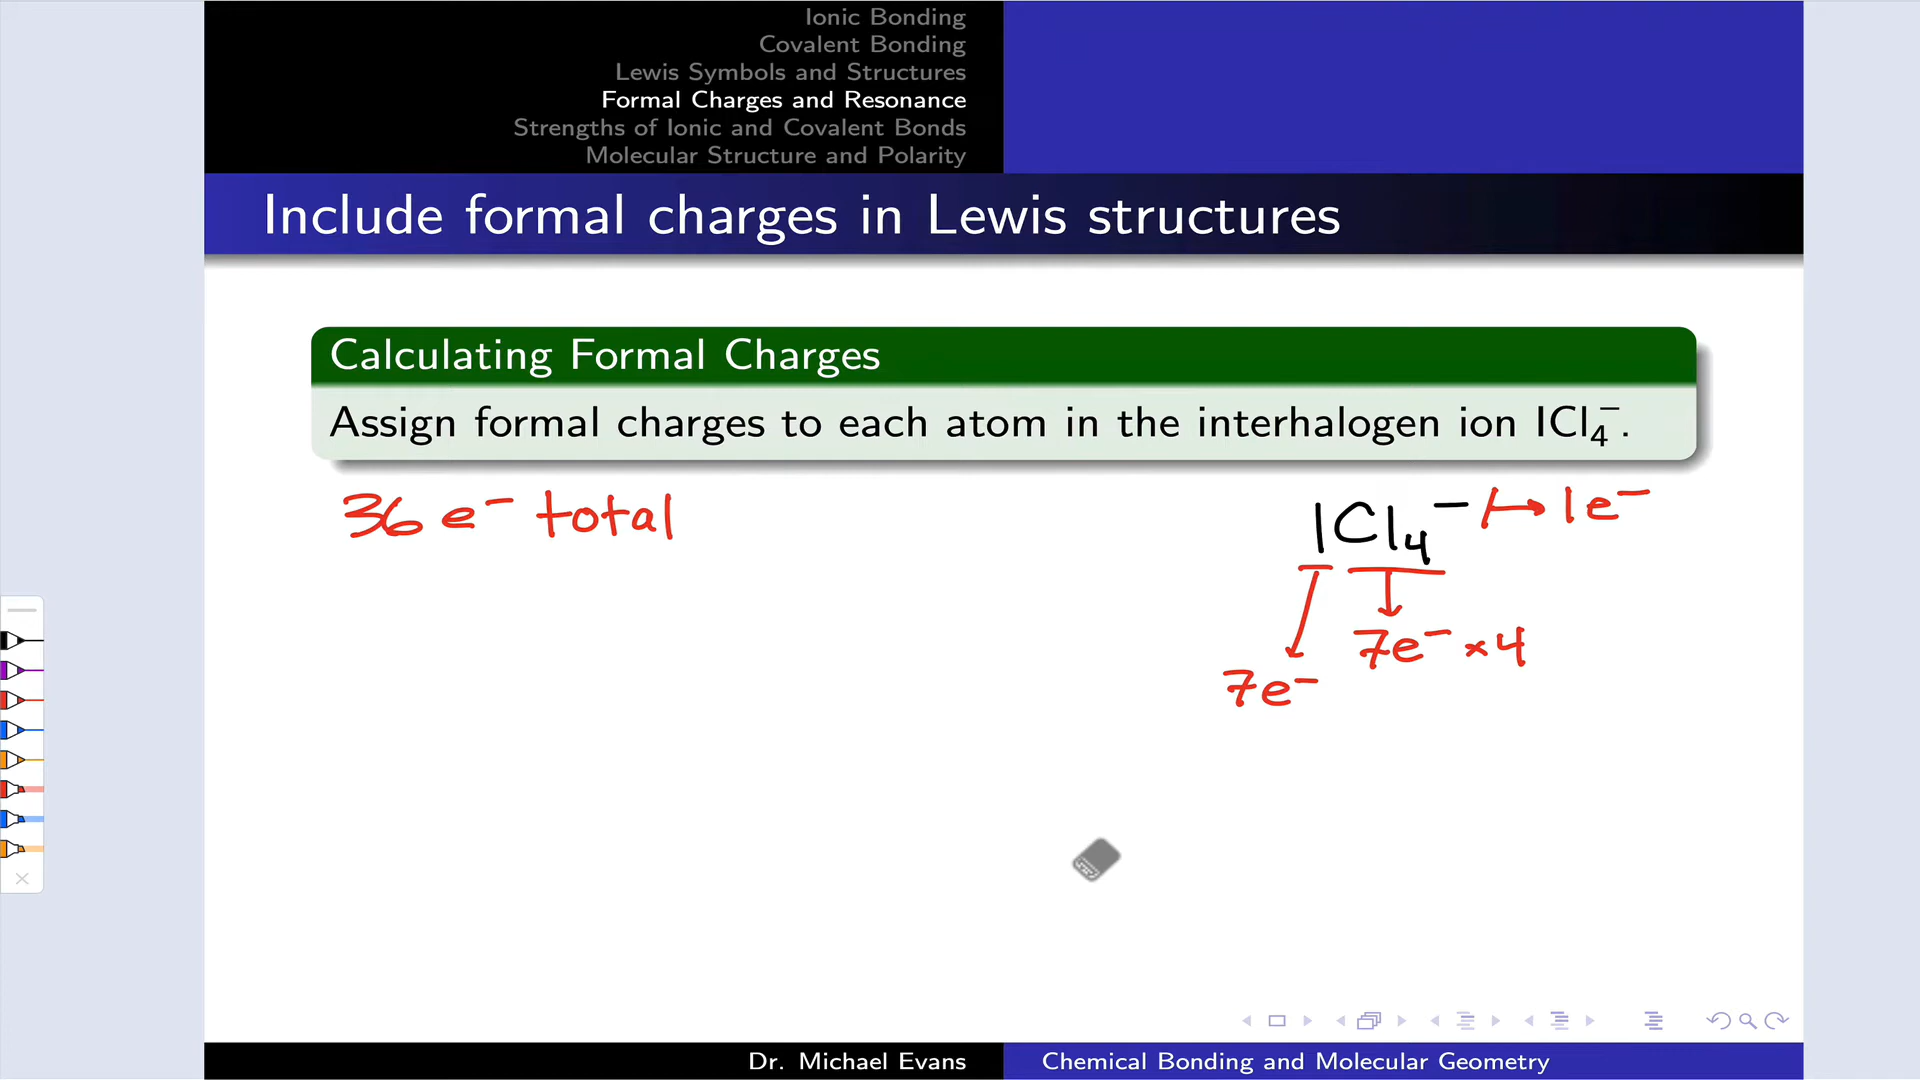 Ionic Bonding
Covalent Bonding
Lewis Symbols and Structures
Formal Charges and Resonance
Strengths of Ionic and Covalent Bonds
Molecular Structure and Polarity
Include formal charges in Lewis structures
Calculating Formal Charges
Assign formal charges to each atom in the interhalogen ion ICl₄⁻.
36 e⁻ total
ICl₄⁻ ↦ 1e⁻
7e⁻ ×4
7e⁻
Dr. Michael Evans
Chemical Bonding and Molecular Geometry